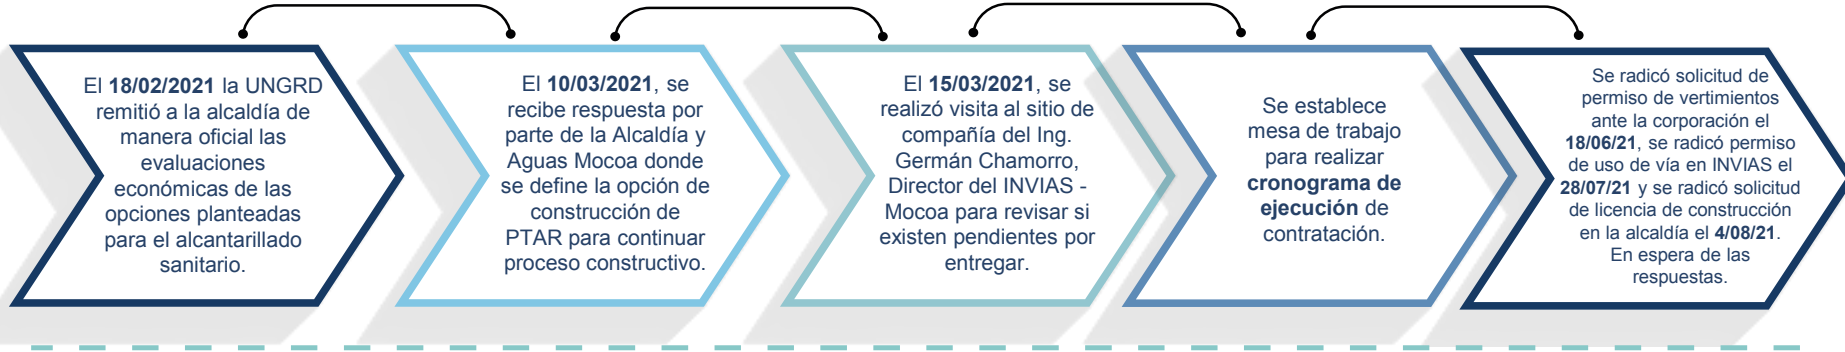 El 18/02/2021 la UNGRD
remitió a la alcaldía de
manera oficial las
evaluaciones
económicas de las
opciones planteadas
para el alcantarillado
sanitario.
El 10/03/2021, se
recibe respuesta por
parte de la Alcaldía y
Aguas Mocoa donde
se define la opción de
construcción de
PTAR para continuar
proceso constructivo.
El 15/03/2021, se
realizó visita al sitio de
compañía del Ing.
Germán Chamorro,
Director del INVIAS -
Mocoa para revisar si
existen pendientes por
entregar.
Se establece
mesa de trabajo
para realizar
cronograma de
ejecución de
contratación.
Se radicó solicitud de
permiso de vertimientos
ante la corporación el
18/06/21, se radicó permiso
de uso de vía en INVIAS el
28/07/21 y se radicó solicitud
de licencia de construcción
en la alcaldía el 4/08/21.
En espera de las
respuestas.